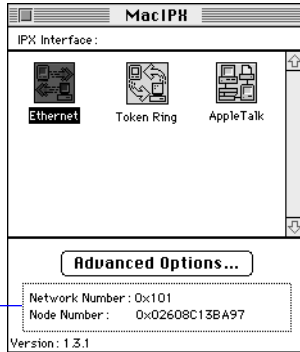 MacIPX
IPX Interface:
Ethernet Token Ring AppleTalk
Advanced Options...
Network Number: 0x101
Node Number: 0x02608C13BA97
Version: 1.3.1